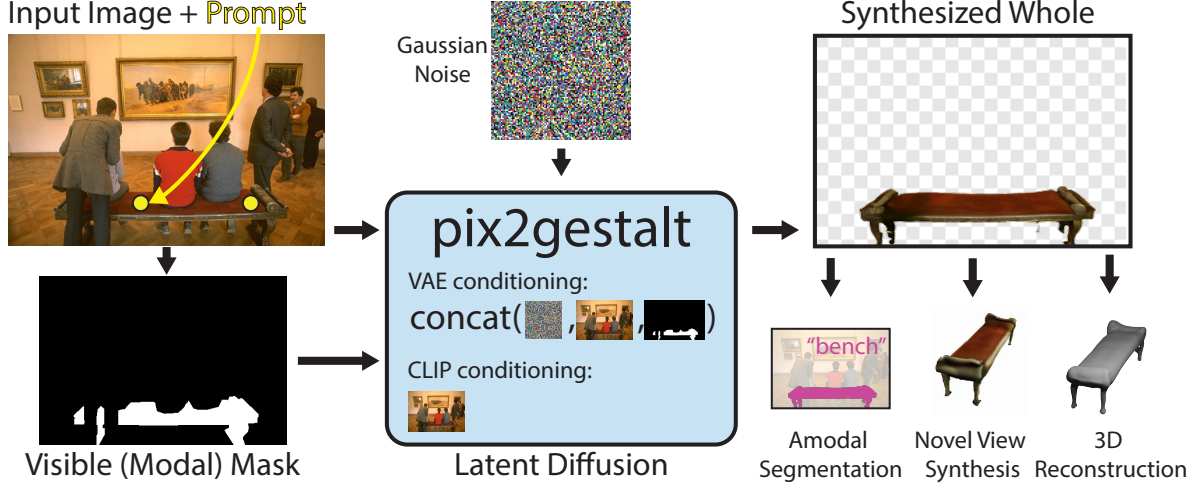 Input Image + Prompt
Gaussian
Noise
Synthesized Whole
pix2gestalt
VAE conditioning:
concat( , , )
CLIP conditioning:
"bench"
Visible (Modal) Mask
Latent Diffusion
Amodal
Segmentation
Novel View
Synthesis
3D
Reconstruction